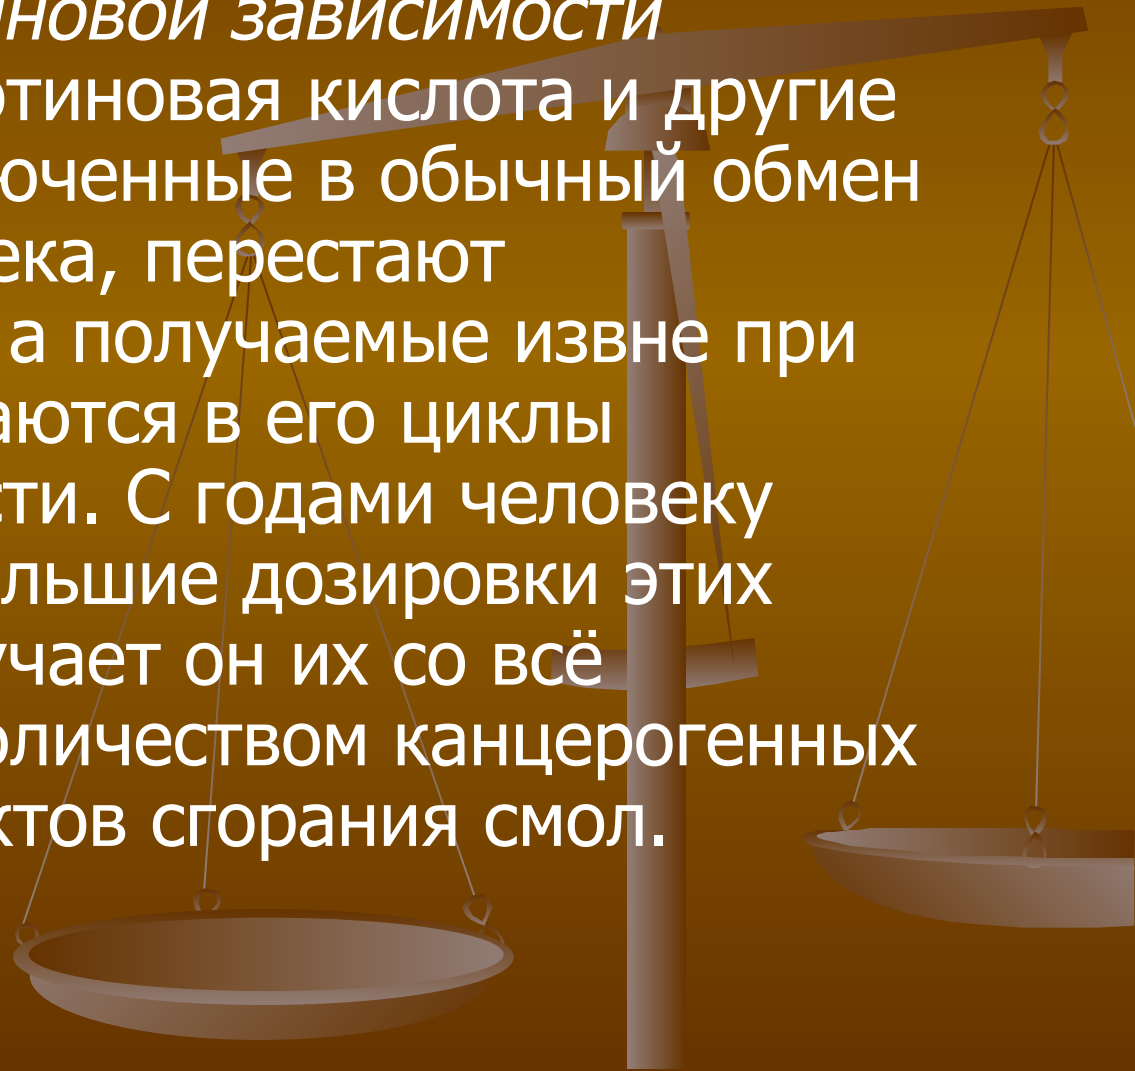 новой зависимости
отиновая кислота и другие
юченные в обычный обмен
ека, перестают
а получаемые извне при
аются в его циклы
сти. С годами человеку
льшие дозировки этих
учает он их со всё
оличеством канцерогенных
ктов сгорания смол.